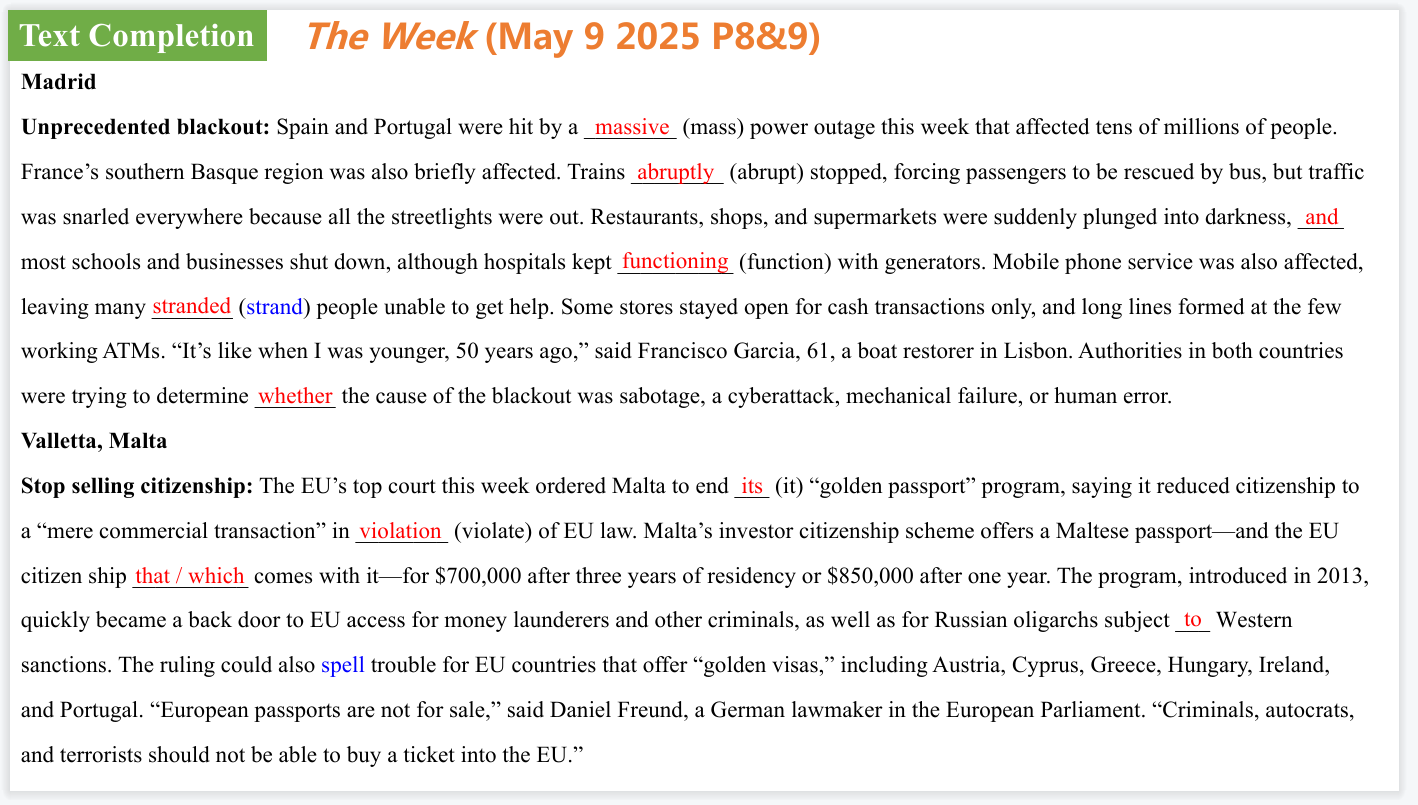 Text Completion The Week (May 9 2025 P8&9)
Madrid
Unprecedented blackout: Spain and Portugal were hit by a massive (mass) power outage this week that affected tens of millions of people.
France’s southern Basque region was also briefly affected. Trains abruptly (abrupt) stopped, forcing passengers to be rescued by bus, but traffic
was snarled everywhere because all the streetlights were out. Restaurants, shops, and supermarkets were suddenly plunged into darkness, and
most schools and businesses shut down, although hospitals kept functioning (function) with generators. Mobile phone service was also affected,
leaving many stranded (strand) people unable to get help. Some stores stayed open for cash transactions only, and long lines formed at the few
working ATMs. “It’s like when I was younger, 50 years ago,” said Francisco Garcia, 61, a boat restorer in Lisbon. Authorities in both countries
were trying to determine whether the cause of the blackout was sabotage, a cyberattack, mechanical failure, or human error.
Valletta, Malta
Stop selling citizenship: The EU’s top court this week ordered Malta to end its (it) “golden passport” program, saying it reduced citizenship to
a “mere commercial transaction” in violation (violate) of EU law. Malta’s investor citizenship scheme offers a Maltese passport—and the EU
citizen ship that / which comes with it—for $700,000 after three years of residency or $850,000 after one year. The program, introduced in 2013,
quickly became a back door to EU access for money launderers and other criminals, as well as for Russian oligarchs subject to Western
sanctions. The ruling could also spell trouble for EU countries that offer “golden visas,” including Austria, Cyprus, Greece, Hungary, Ireland,
and Portugal. “European passports are not for sale,” said Daniel Freund, a German lawmaker in the European Parliament. “Criminals, autocrats,
and terrorists should not be able to buy a ticket into the EU.”